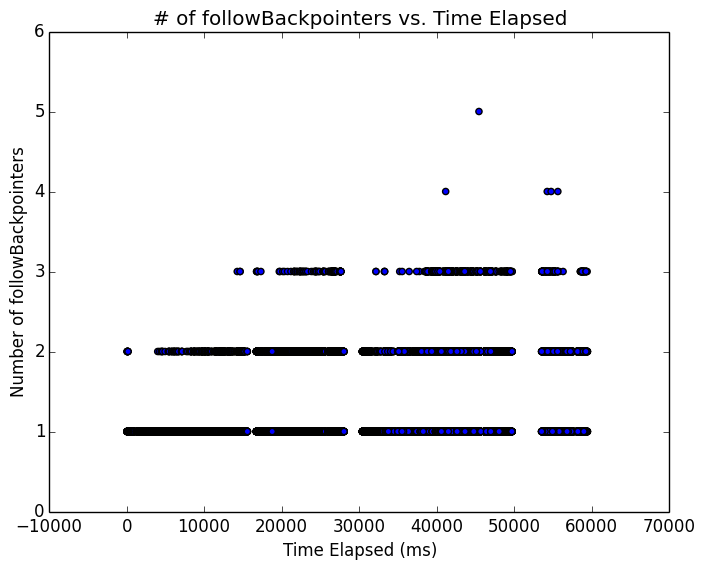 # of followBackpointers vs. Time Elapsed
6
5
4
3
2
1
0
Number of followBackpointers
−10000 0 10000 20000 30000 40000 50000 60000 70000
Time Elapsed (ms)